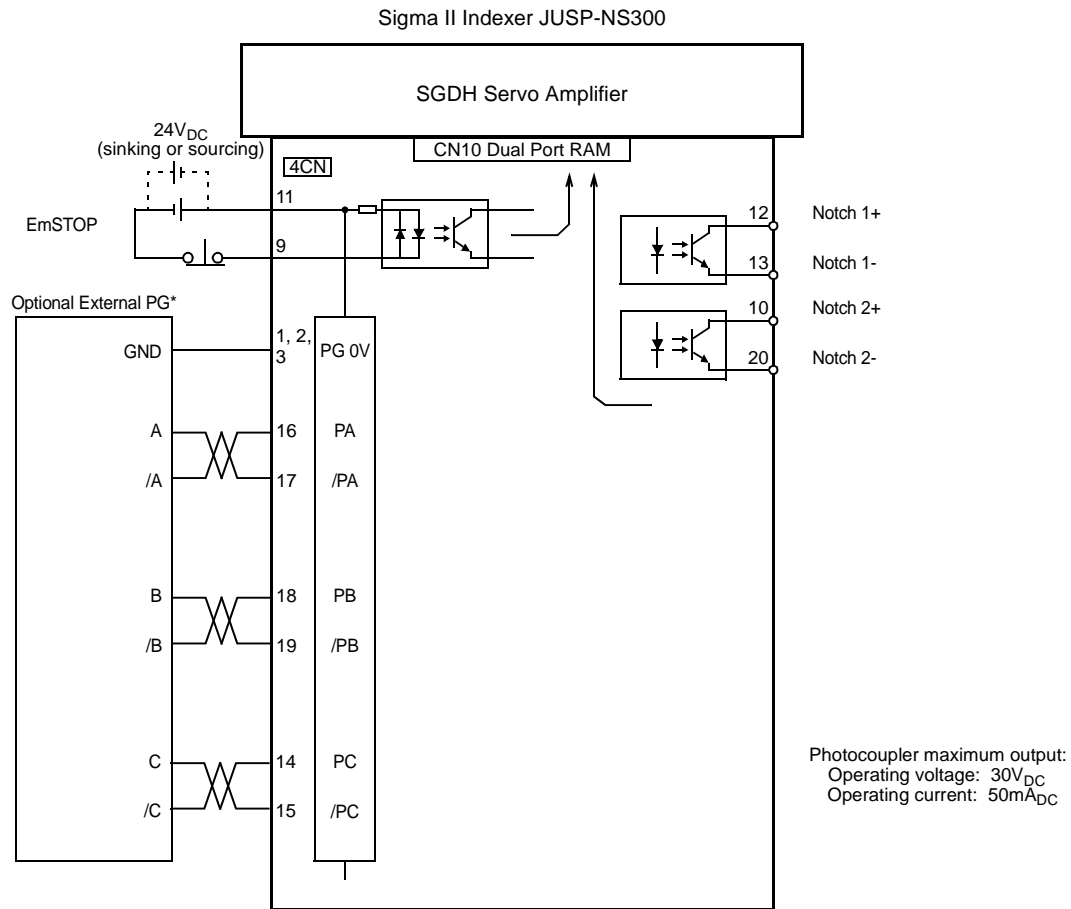 Sigma II Indexer JUSP-NS300
SGDH Servo Amplifier
24VDC
(sinking or sourcing)
4CN
CN10 Dual Port RAM
EmSTOP
11
9
12
Notch 1+
13
Notch 1-
10
Notch 2+
20
Notch 2-
Optional External PG*
GND
1, 2,
3
PG 0V
A
16
PA
/A
17
/PA
B
18
PB
/B
19
/PB
C
14
PC
/C
15
/PC
Photocoupler maximum output:
Operating voltage: 30VDC
Operating current: 50mADC